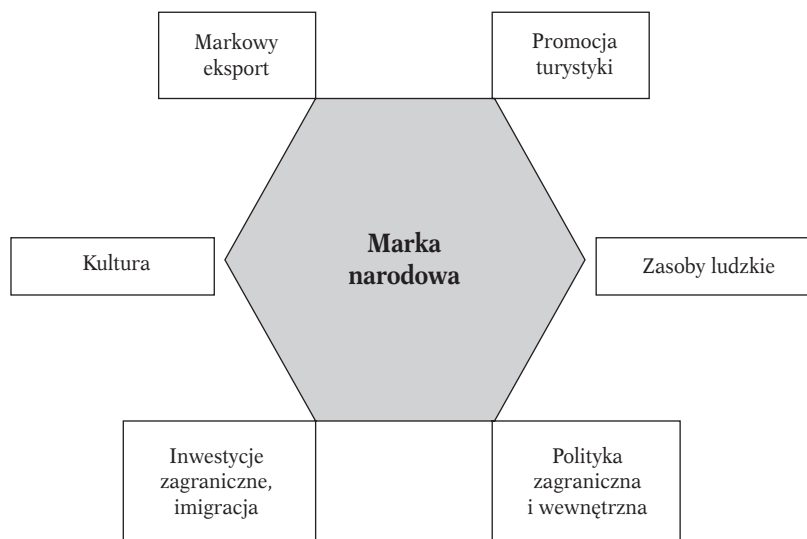 Markowy
eksport
Promocja
turystyki
Marka
narodowa
Kultura
Zasoby ludzkie
Inwestycje
zagraniczne,
imigracja
Polityka
zagraniczna
i wewnętrzna